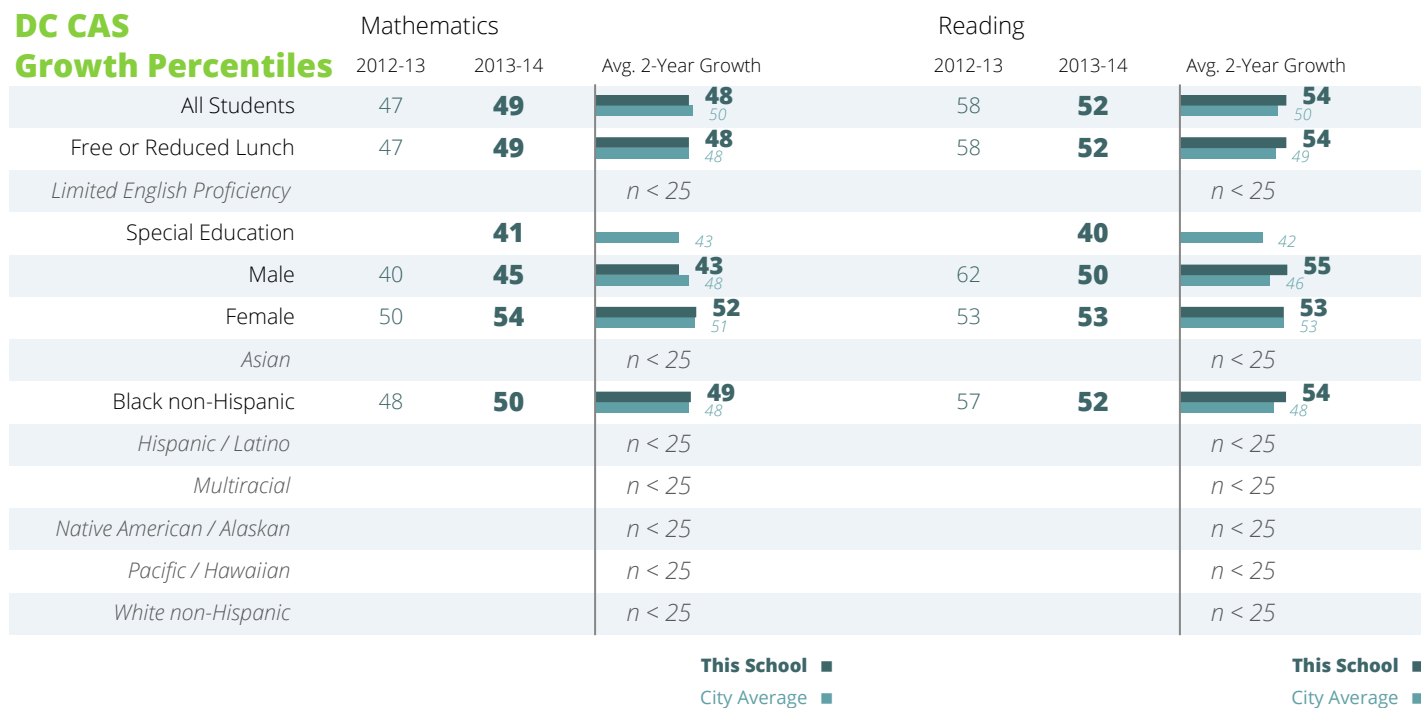 DC CAS
Growth Percentiles
Mathematics Reading
2012-13 2013-14 Avg. 2-Year Growth 2012-13 2013-14 Avg. 2-Year Growth
All Students 47 49 48 50 58 52 54 50
Free or Reduced Lunch 47 49 48 48 58 52 54 49
Limited English Proficiency n < 25 n < 25
Special Education 41 43 40 42
Male 40 45 43 48 62 50 55 46
Female 50 54 52 51 53 53 53 53
Asian n < 25 n < 25
Black non-Hispanic 48 50 49 48 57 52 54 48
Hispanic / Latino n < 25 n < 25
Multiracial n < 25 n < 25
Native American / Alaskan n < 25 n < 25
Pacific / Hawaiian n < 25 n < 25
White non-Hispanic n < 25 n < 25
This School This School
City Average City Average